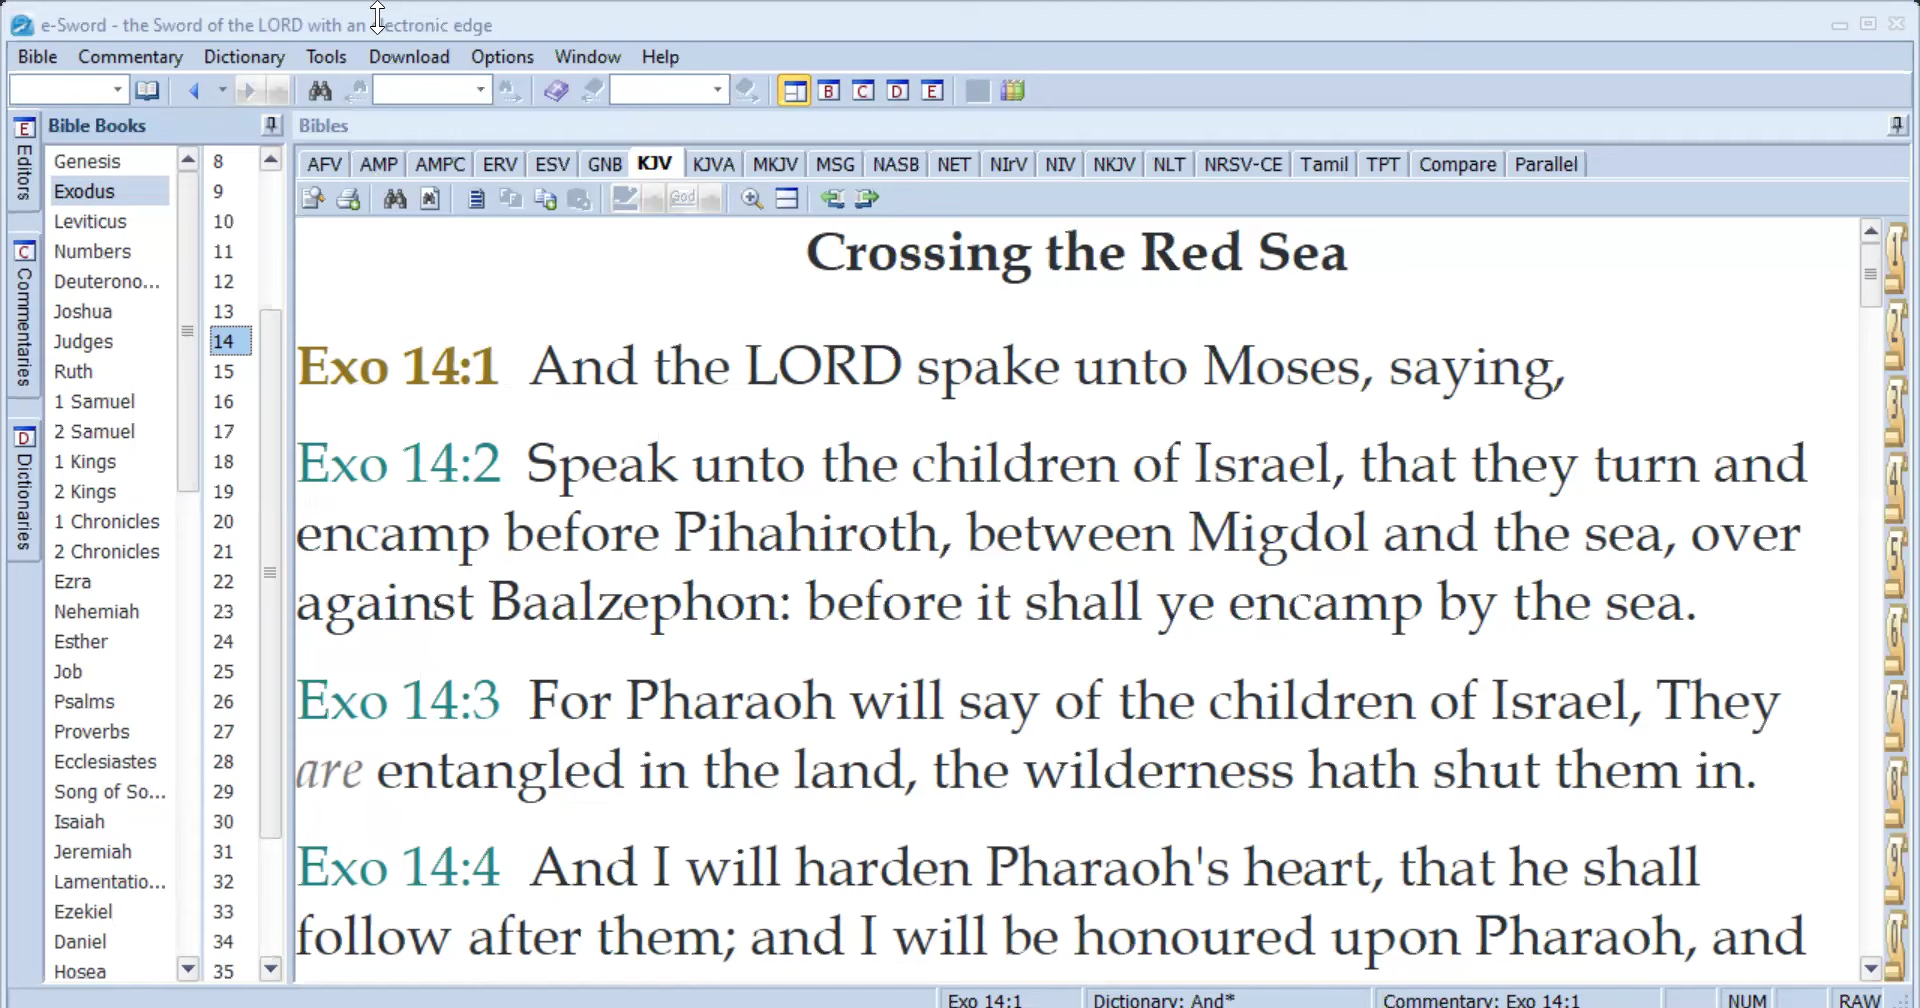 e-Sword - the Sword of the LORD with an electronic edge
Bible Commentary Dictionary Tools Download Options Window Help
B C D E
E Editors
C Commentaries
D Dictionaries
Bible Books
Genesis
Exodus
Leviticus
Numbers
Deuterono...
Joshua
Judges
Ruth
1 Samuel
2 Samuel
1 Kings
2 Kings
1 Chronicles
2 Chronicles
Ezra
Nehemiah
Esther
Job
Psalms
Proverbs
Ecclesiastes
Song of So...
Isaiah
Jeremiah
Lamentatio...
Ezekiel
Daniel
Hosea
8
9
10
11
12
13
14
15
16
17
18
19
20
21
22
23
24
25
26
27
28
29
30
31
32
33
34
35
Bibles
AFV AMP AMPC ERV ESV GNB KJV KJVA MKJV MSG NASB NET NIrV NIV NKJV NLT NRSV-CE Tamil TPT Compare Parallel
God
Crossing the Red Sea
Exo 14:1 And the LORD spake unto Moses, saying,
Exo 14:2 Speak unto the children of Israel, that they turn and
encamp before Pihahiroth, between Migdol and the sea, over
against Baalzephon: before it shall ye encamp by the sea.
Exo 14:3 For Pharaoh will say of the children of Israel, They
are entangled in the land, the wilderness hath shut them in.
Exo 14:4 And I will harden Pharaoh's heart, that he shall
follow after them; and I will be honoured upon Pharaoh, and
1
2
3
4
5
6
7
8
9
0
Exo 14:1 Dictionary: And* Commentary: Exo 14:1 NUM RAW